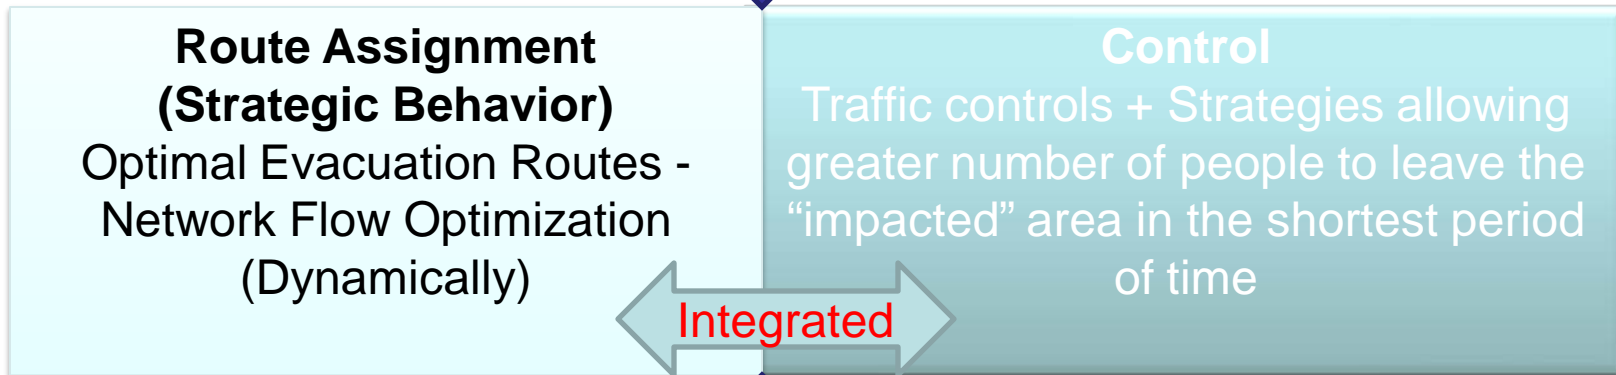 Route Assignment
(Strategic Behavior)
Optimal Evacuation Routes -
Network Flow Optimization
(Dynamically)
Control
Traffic controls + Strategies allowing
greater number of people to leave the
“impacted” area in the shortest period
of time
Integrated